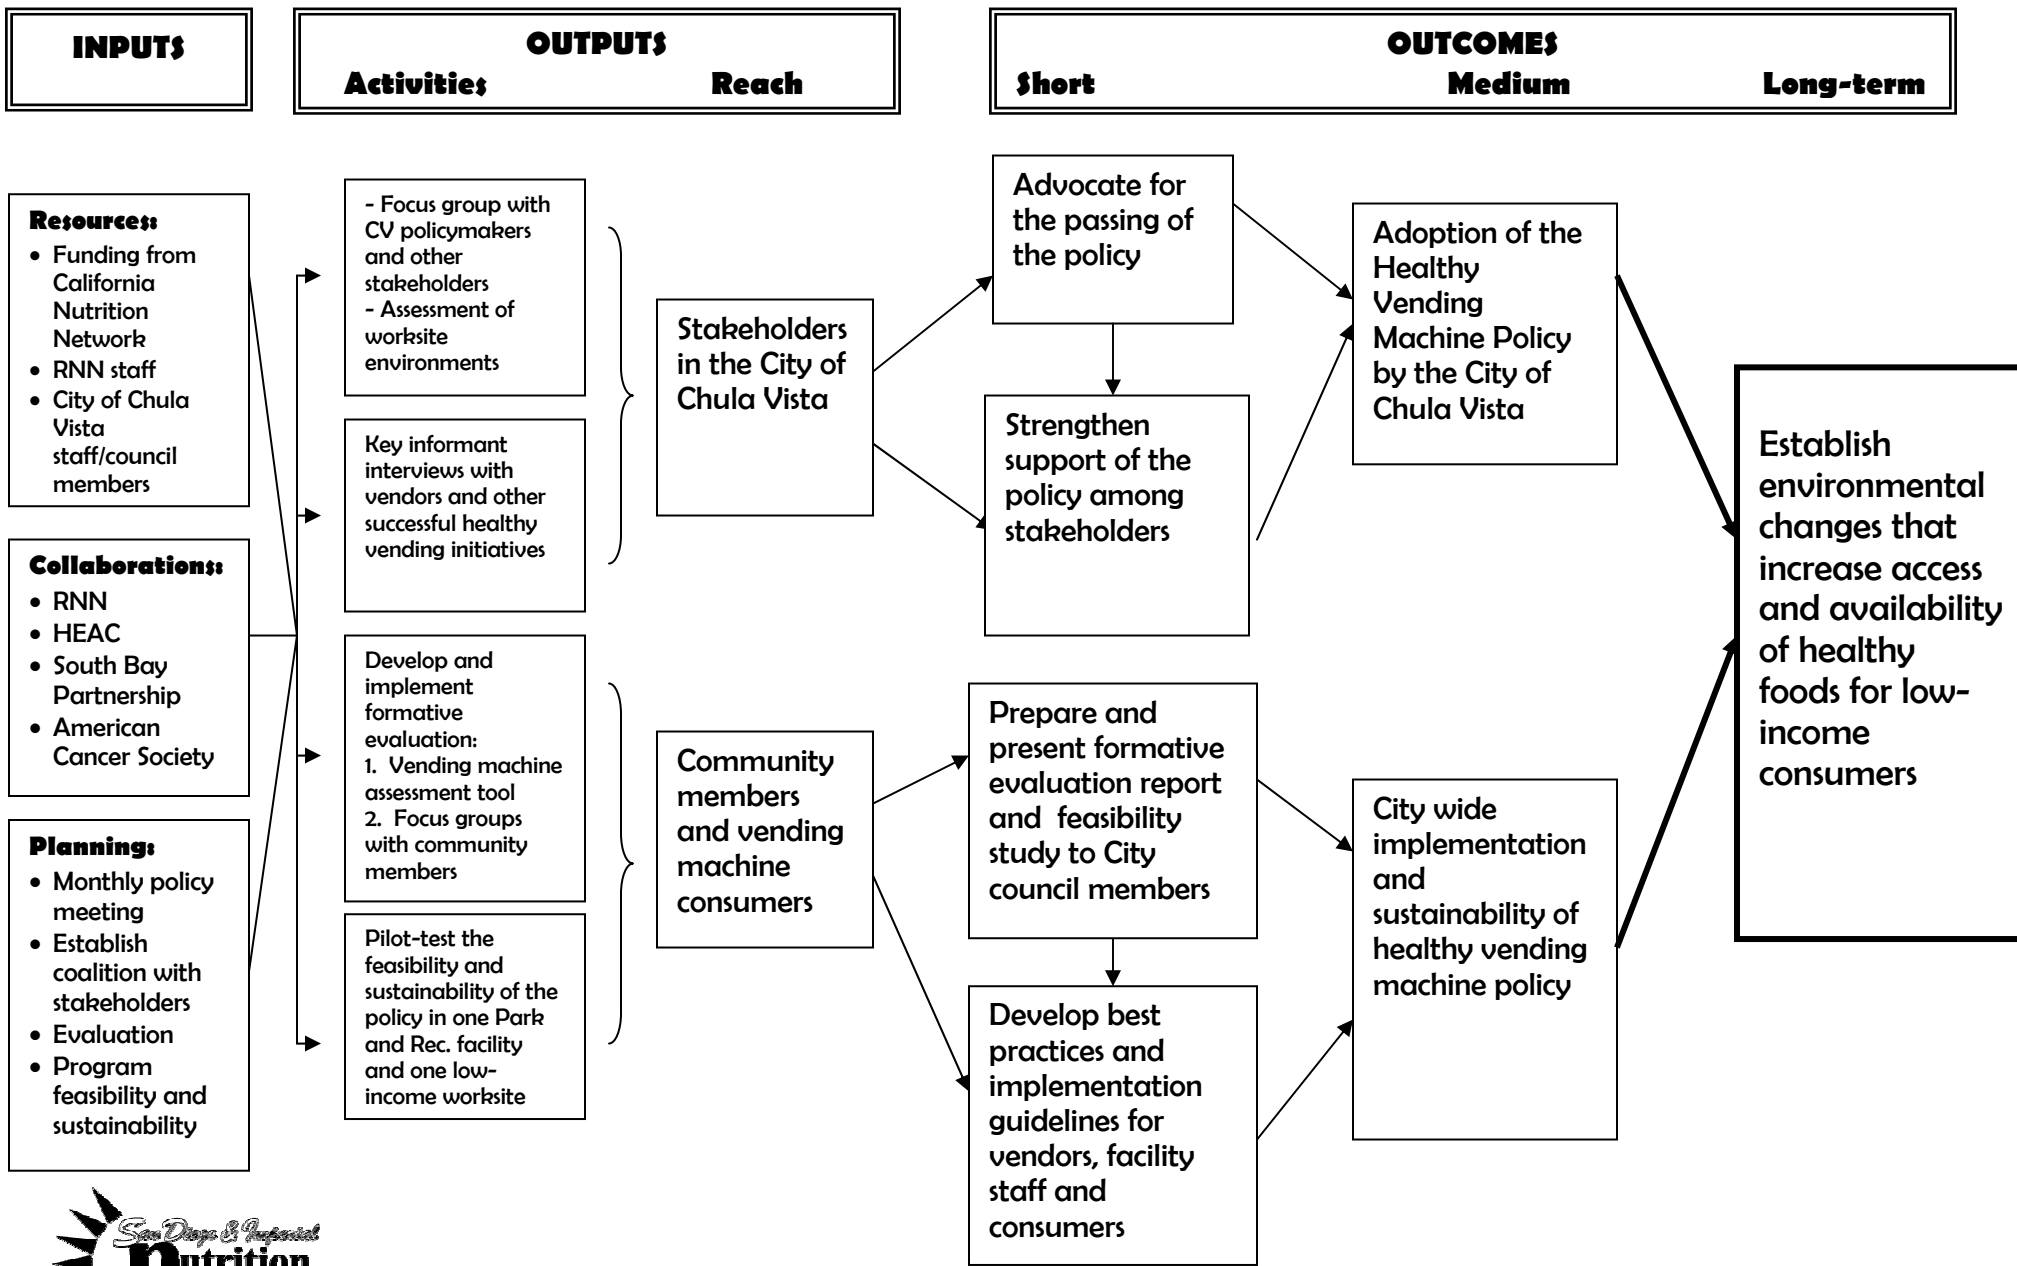 INPUTS
OUTPUTS
Activities Reach
OUTCOMES
Short Medium Long-term
Resources:
• Funding from
California
Nutrition
Network
• RNN staff
• City of Chula
Vista
staff/council
members
Collaborations:
• RNN
• HEAC
• South Bay
Partnership
• American
Cancer Society
Planning:
• Monthly policy
meeting
• Establish
coalition with
stakeholders
• Evaluation
• Program
feasibility and
sustainability
- Focus group with
CV policymakers
and other
stakeholders
- Assessment of
worksite
environments
Key informant
interviews with
vendors and other
successful healthy
vending initiatives
Develop and
implement
formative
evaluation:
1. Vending machine
assessment tool
2. Focus groups
with community
members
Pilot-test the
feasibility and
sustainability of the
policy in one Park
and Rec. facility
and one low-
income worksite
Stakeholders
in the City of
Chula Vista
Community
members
and vending
machine
consumers
Advocate for
the passing of
the policy
Strengthen
support of the
policy among
stakeholders
Prepare and
present formative
evaluation report
and feasibility
study to City
council members
Develop best
practices and
implementation
guidelines for
vendors, facility
staff and
consumers
Adoption of the
Healthy
Vending
Machine Policy
by the City of
Chula Vista
City wide
implementation
and
sustainability of
healthy vending
machine policy
Establish
environmental
changes that
increase access
and availability
of healthy
foods for low-
income
consumers
San Diego & Imperial
nutrition